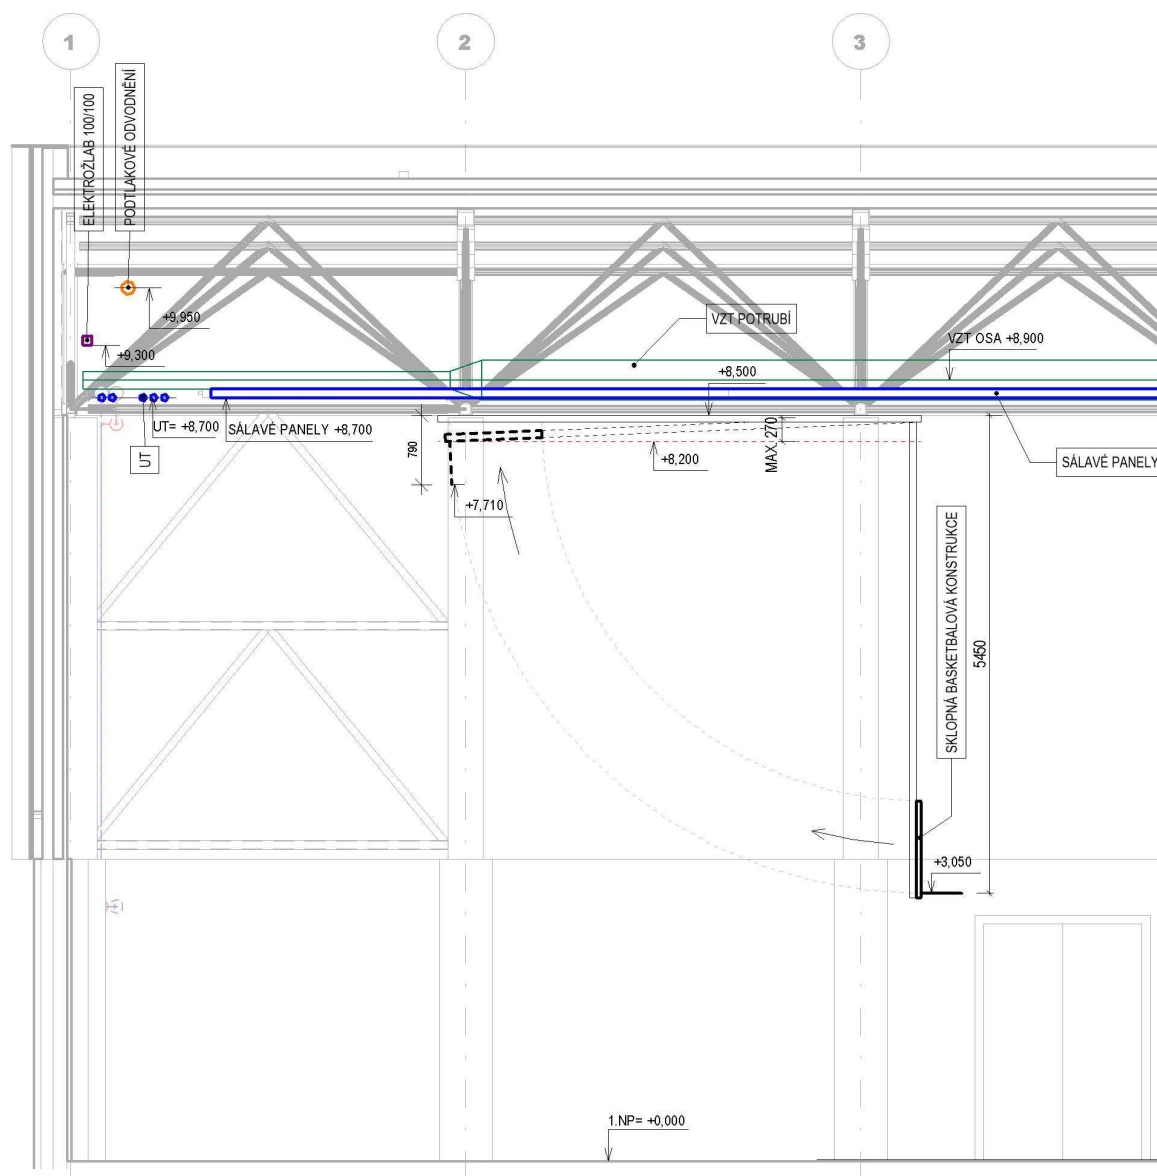 1
2
3
ELEKTROŽLAB 100/100
PODTLAKOVÉ ODVODNĚNÍ
+9,950
+9,300
VZT POTRUBÍ
VZT OSA +8,900
+8,500
UT= +8,700
SÁLAVÉ PANELY +8,700
UT
790
MAX. 270
+8,200
SÁLAVÉ PANELY
+7,710
SKLOPNÁ BASKETBALOVÁ KONSTRUKCE
5450
+3,050
1.NP= +0,000